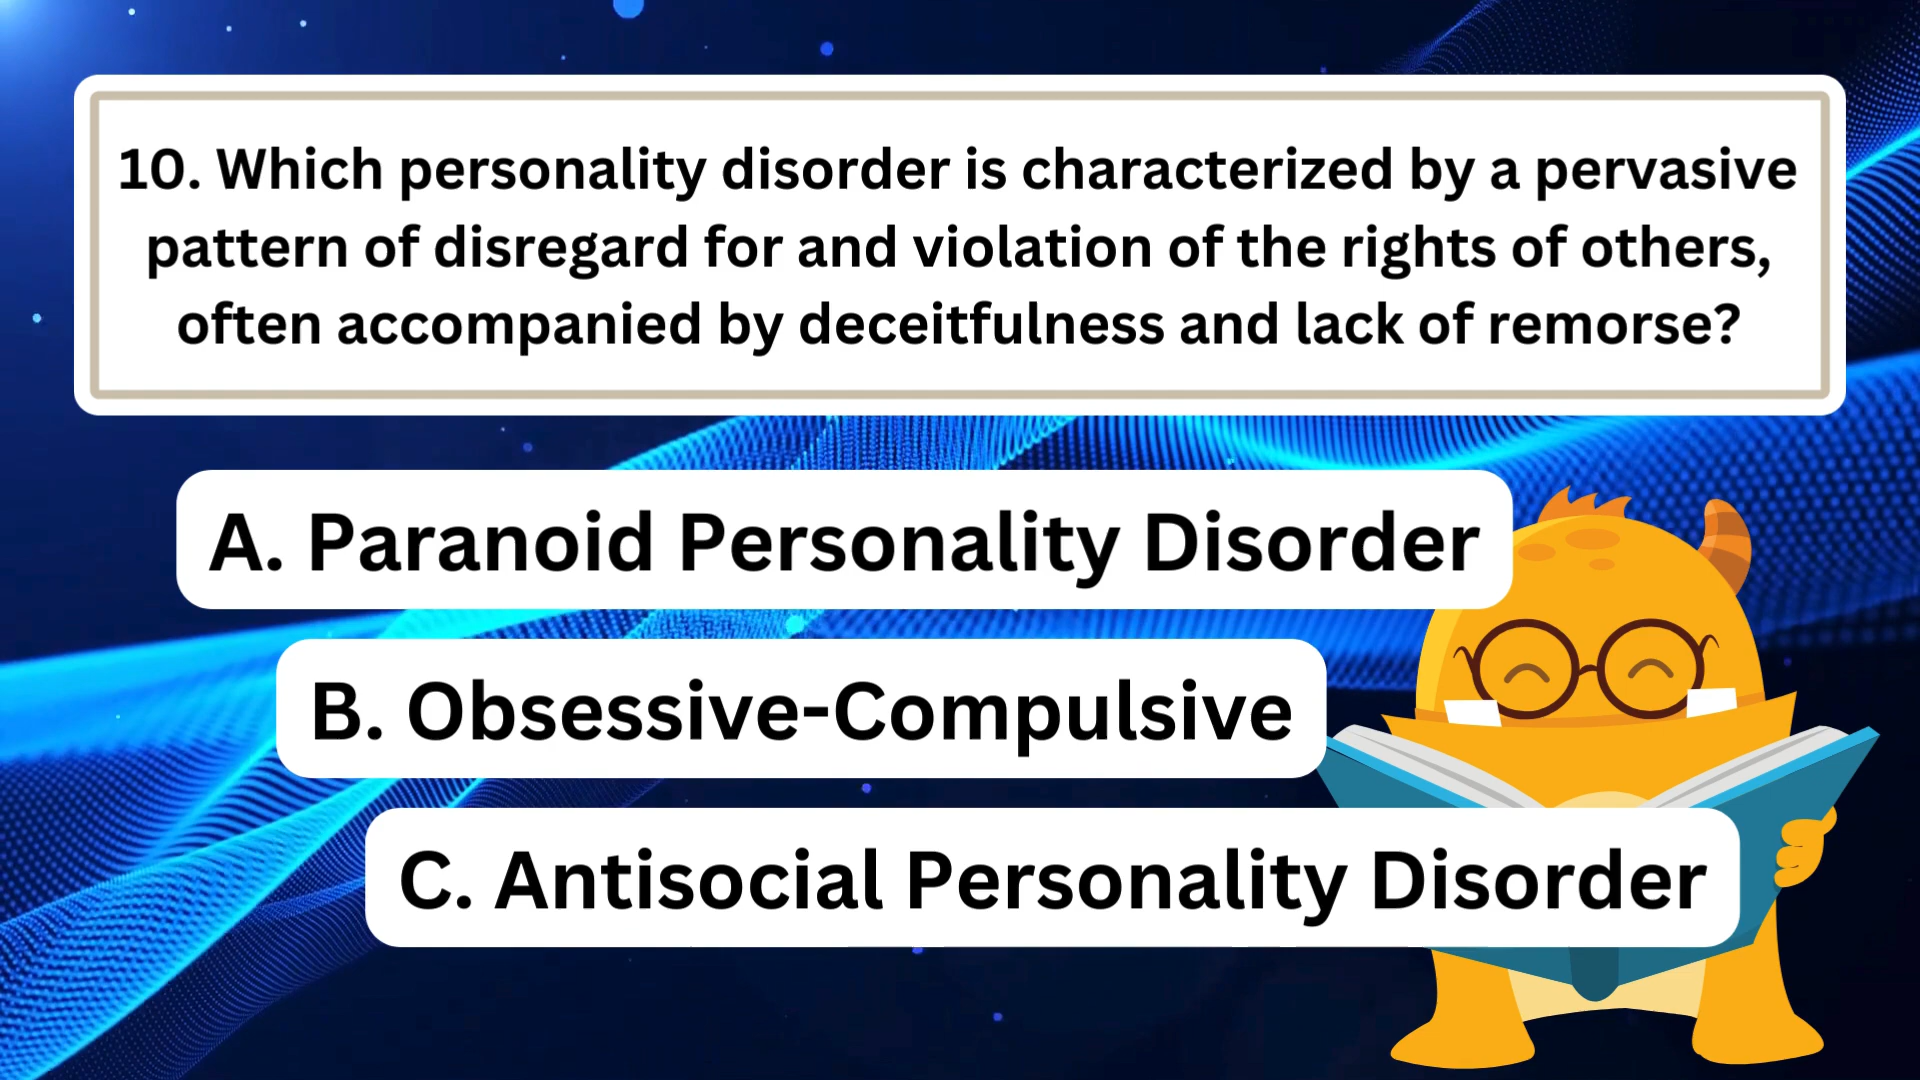 10. Which personality disorder is characterized by a pervasive
pattern of disregard for and violation of the rights of others,
often accompanied by deceitfulness and lack of remorse?
A. Paranoid Personality Disorder
B. Obsessive-Compulsive
C. Antisocial Personality Disorder